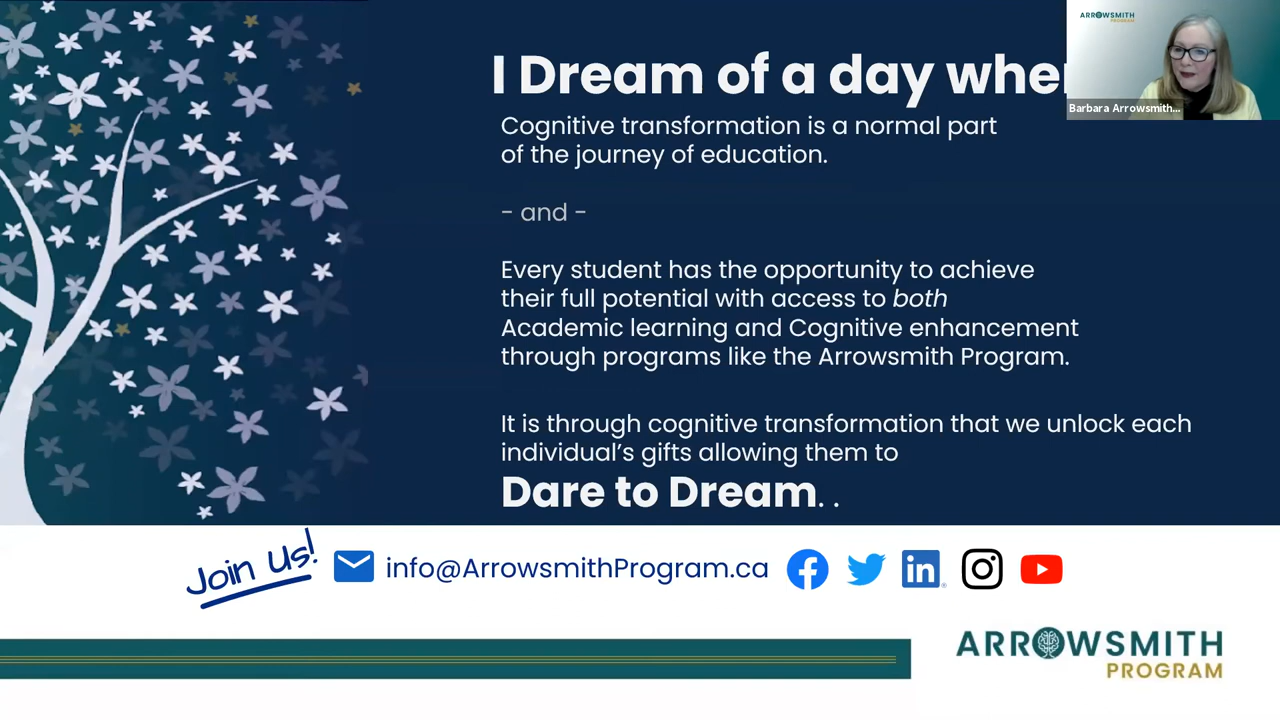 I Dream of a day whe
ARROWSMITH
PROGRAM
Barbara Arrowsmith...
Cognitive transformation is a normal part
of the journey of education.
- and -
Every student has the opportunity to achieve
their full potential with access to both
Academic learning and Cognitive enhancement
through programs like the Arrowsmith Program.
It is through cognitive transformation that we unlock each
individual’s gifts allowing them to
Dare to Dream. . .
Join Us!
info@ArrowsmithProgram.ca
ARROWSMITH
PROGRAM